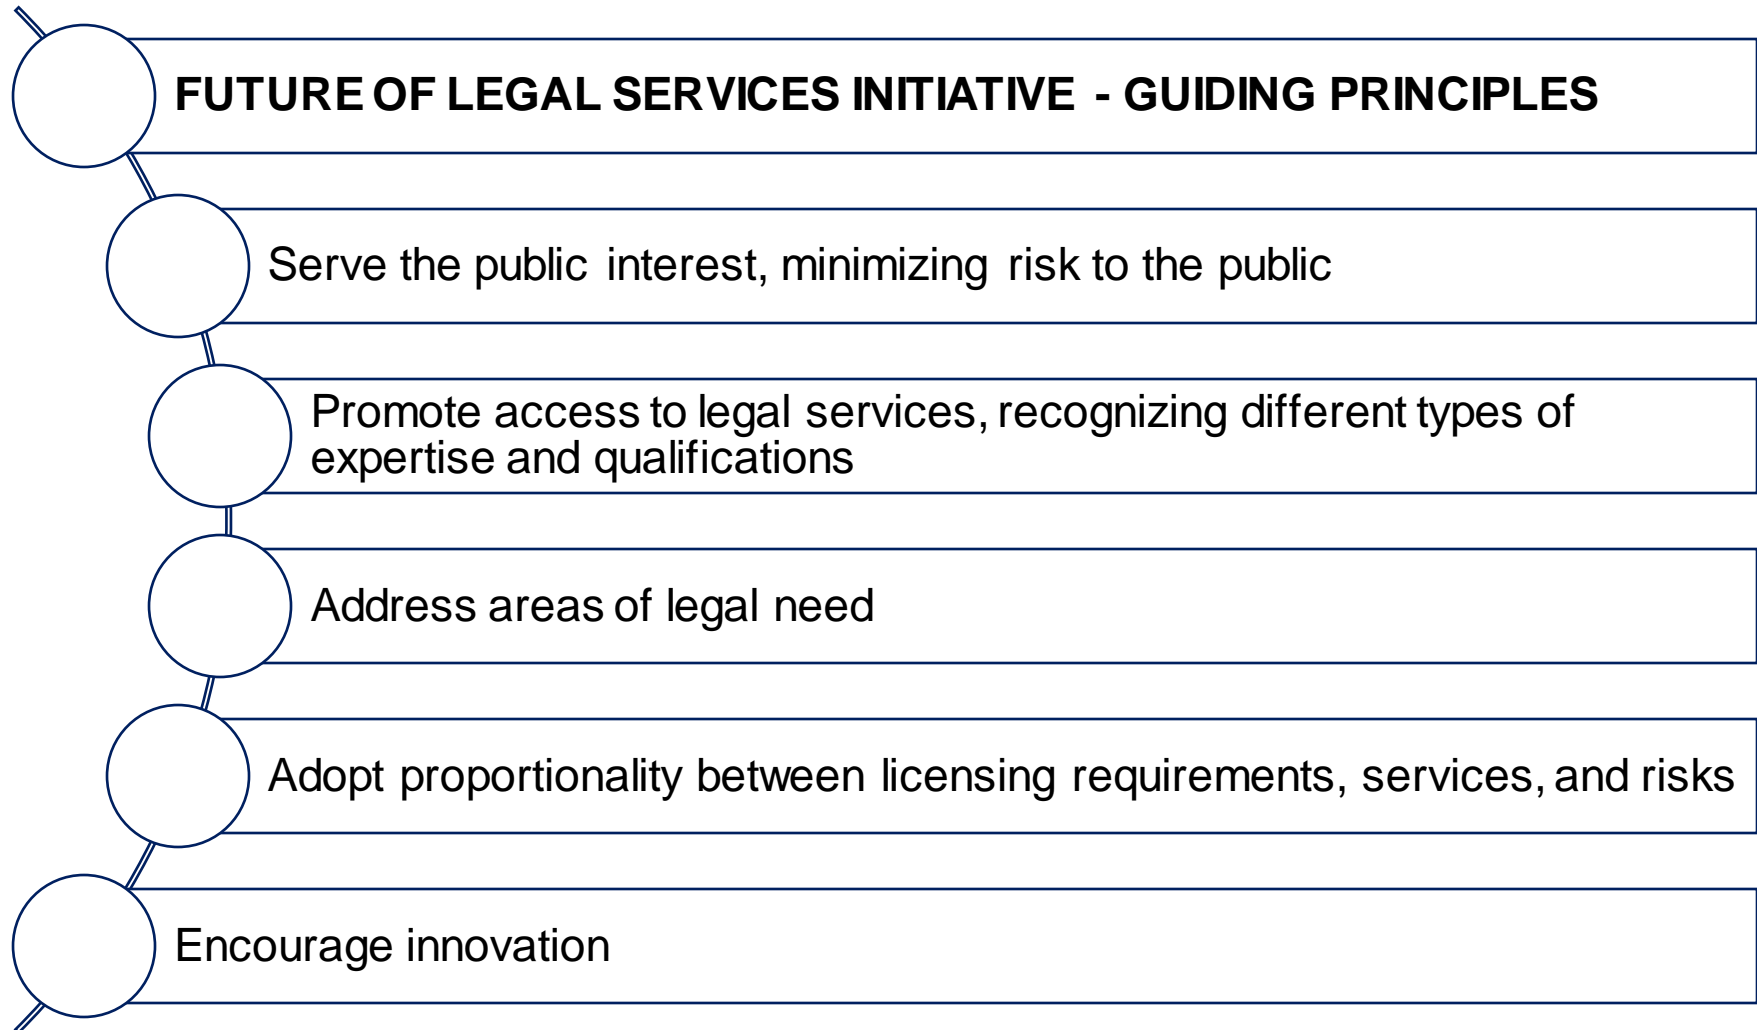 FUTURE OF LEGAL SERVICES INITIATIVE - GUIDING PRINCIPLES
Serve the public interest, minimizing risk to the public
Promote access to legal services, recognizing different types of
expertise and qualifications
Address areas of legal need
Adopt proportionality between licensing requirements, services, and risks
Encourage innovation